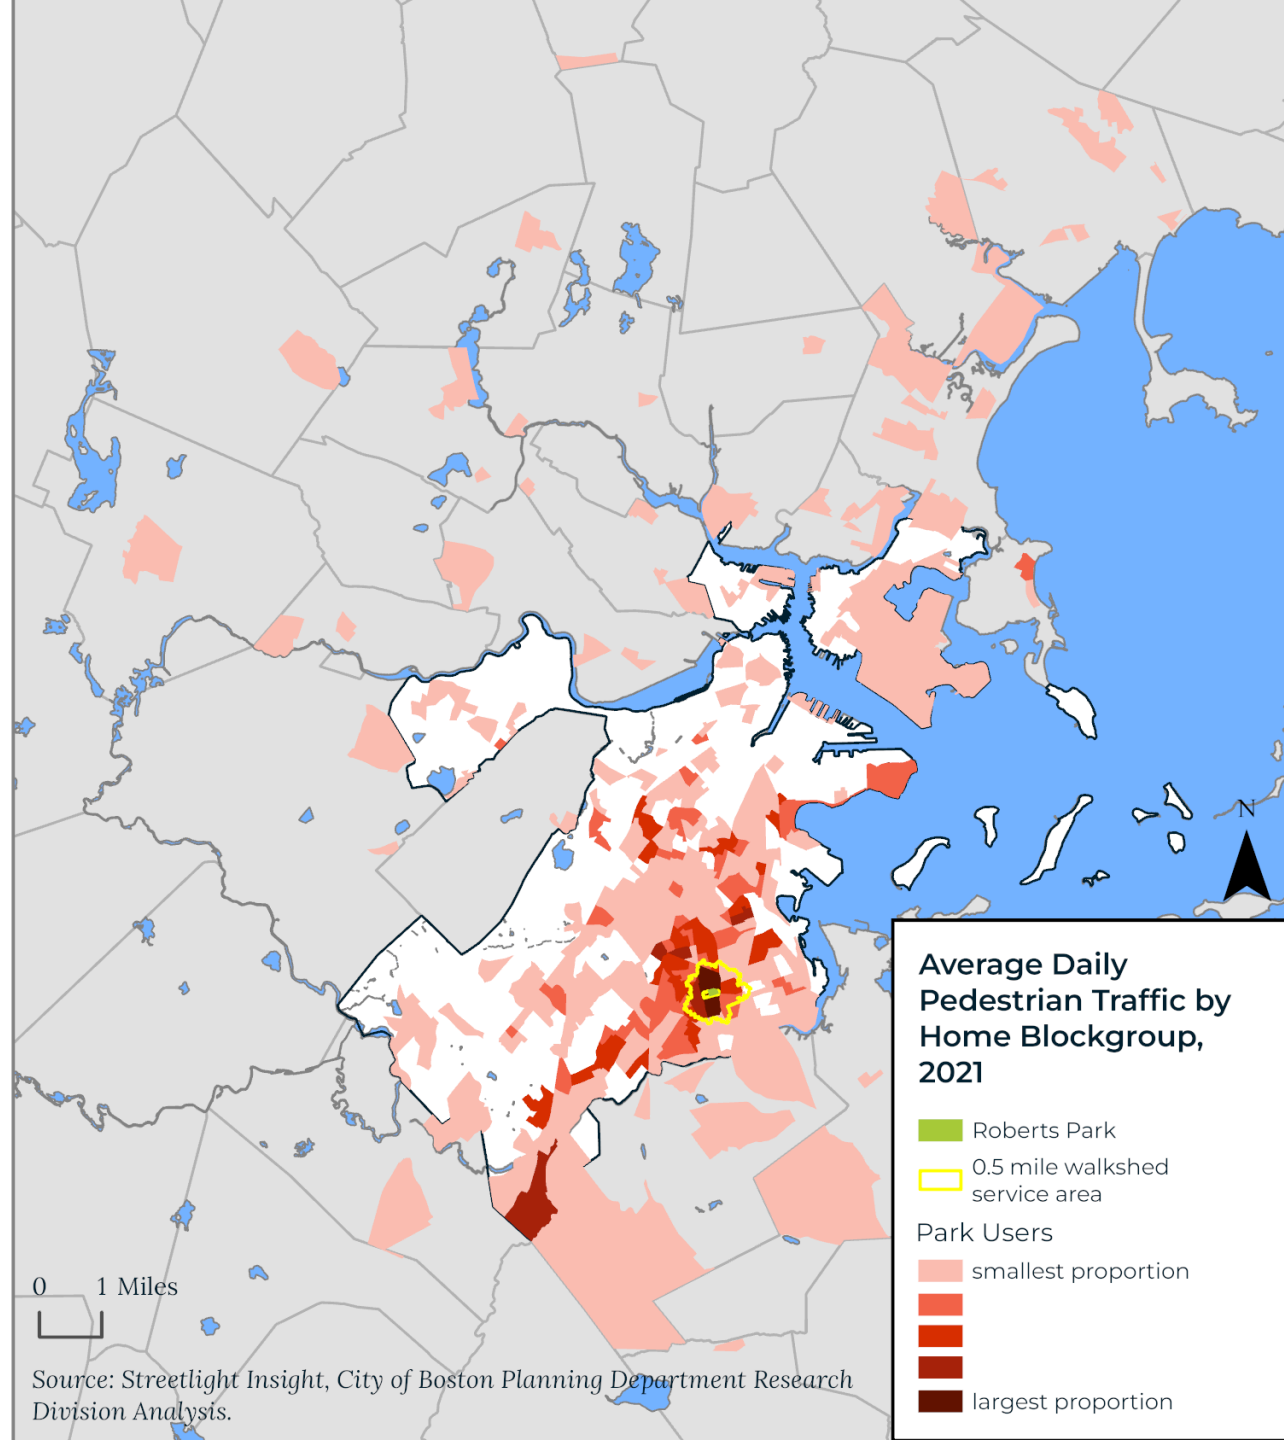 N
Average Daily
Pedestrian Traffic by
Home Blockgroup,
2021
Roberts Park
0.5 mile walkshed
service area
Park Users
smallest proportion
largest proportion
0 1 Miles
Source: Streetlight Insight, City of Boston Planning Department Research
Division Analysis.